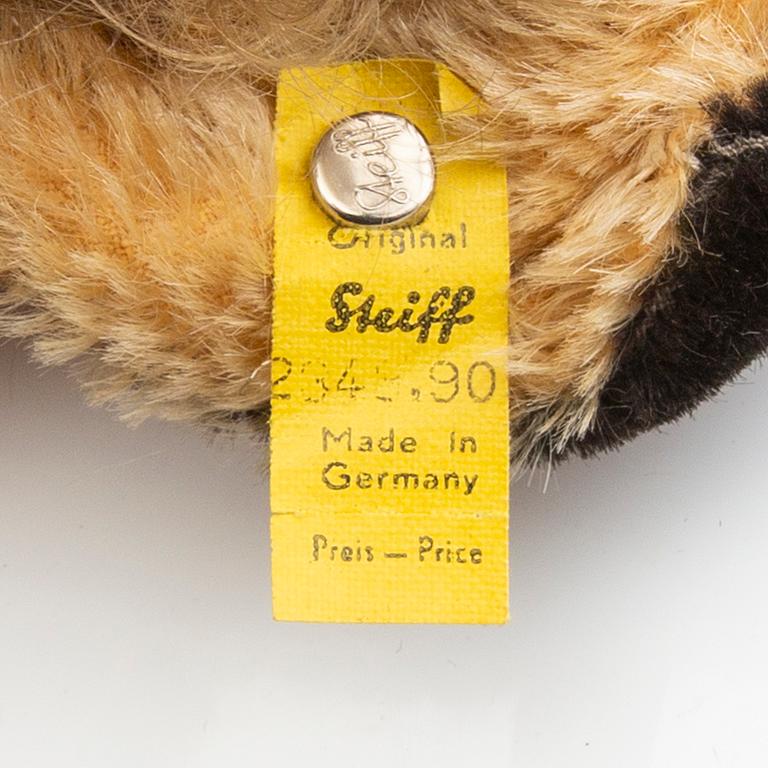 Steiff
Original
Steiff
Made in
Germany
Preis — Price